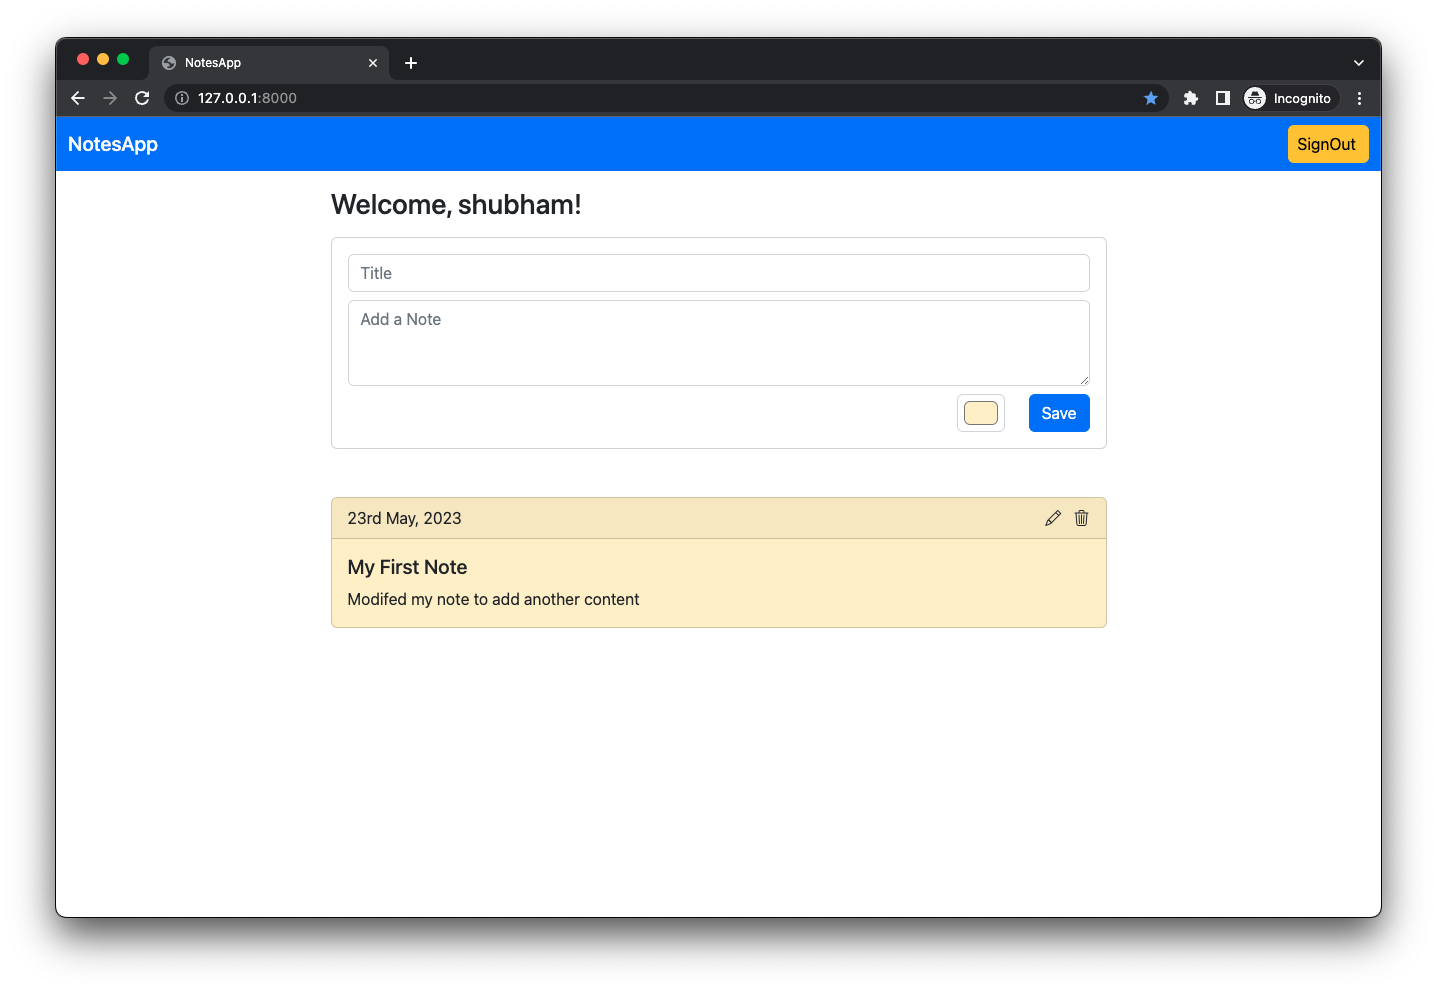 NotesApp
127.0.0.1:8000
Incognito
NotesApp
SignOut
Welcome, shubham!
Title
Add a Note
Save
23rd May, 2023
My First Note
Modifed my note to add another content